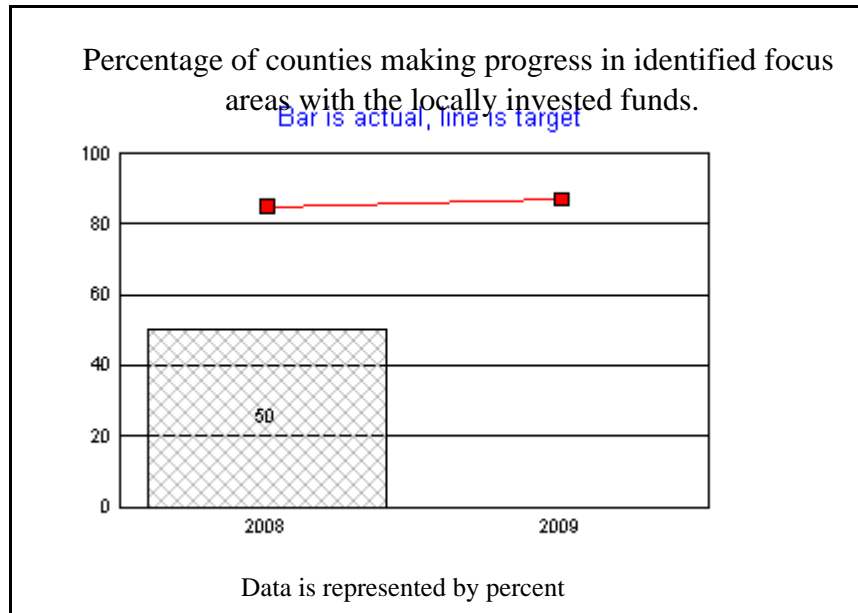 Percentage of counties making progress in identified focus
areas with the locally invested funds.
Bar is actual, line is target
100
80
60
40
50
20
0
2008 2009
Data is represented by percent